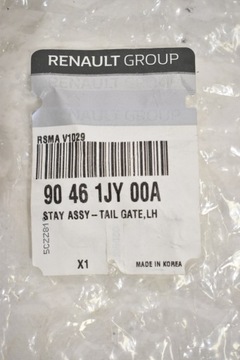 RENAULT GROUP
RSMA V1029
90 46 1JY 00A
STAY ASSY-TAIL GATE,LH
X1
MADE IN KOREA